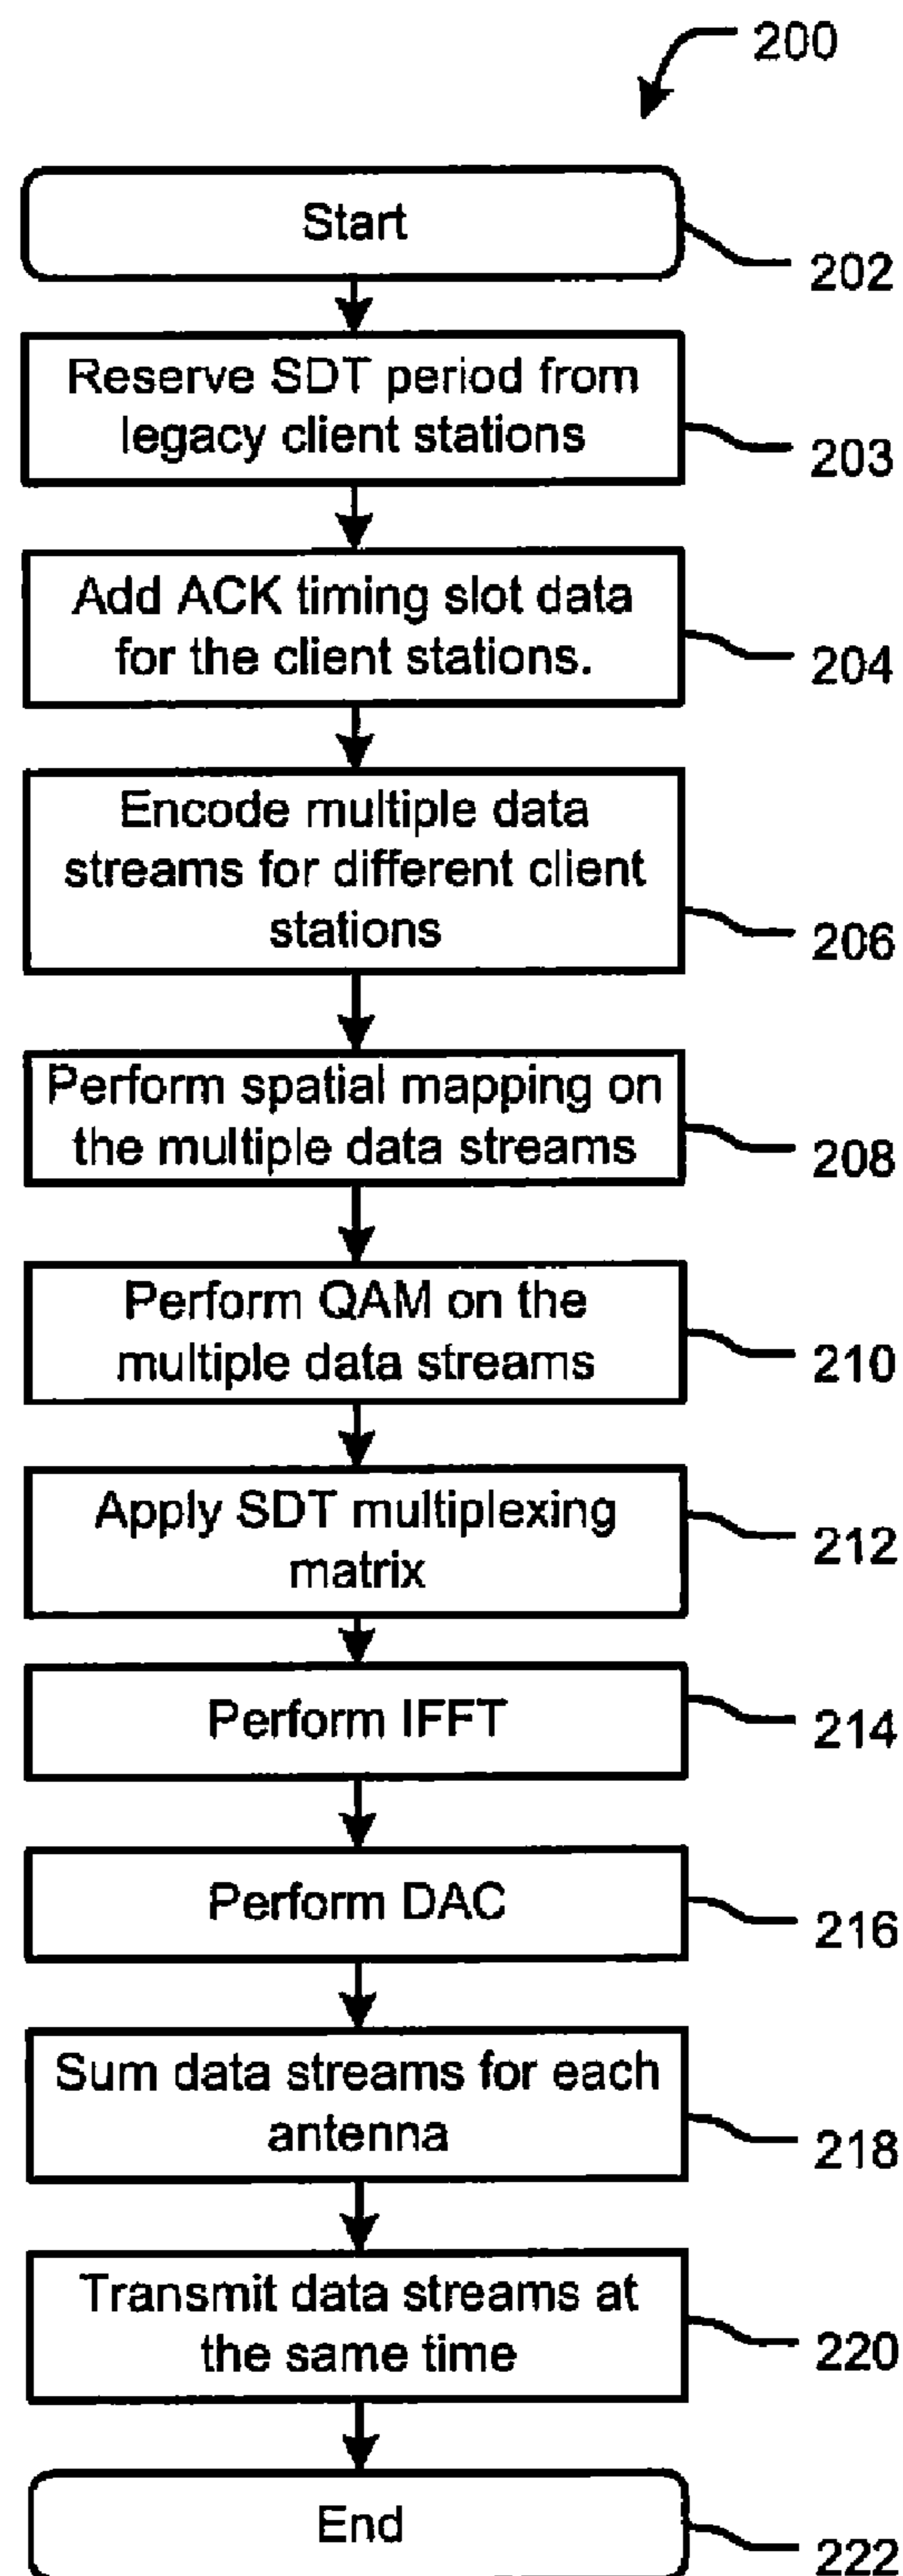 200
Start
202
Reserve SDT period from
legacy client stations
203
Add ACK timing slot data
for the client stations.
204
Encode multiple data
streams for different client
stations
206
Perform spatial mapping on
the multiple data streams
208
Perform QAM on the
multiple data streams
210
Apply SDT multiplexing
matrix
212
Perform IFFT
214
Perform DAC
216
Sum data streams for each
antenna
218
Transmit data streams at
the same time
220
End
222